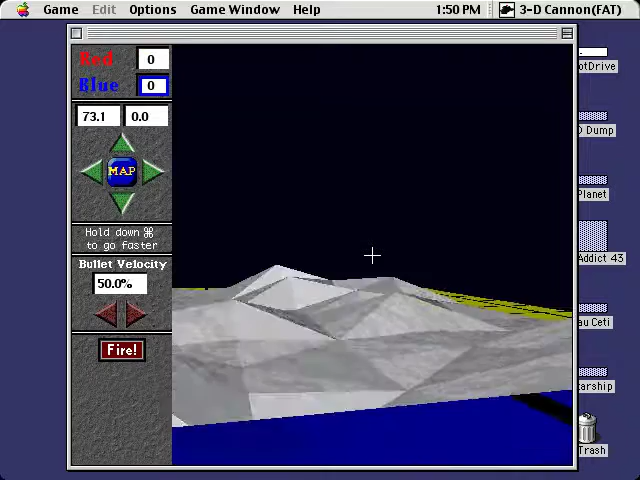 Game Edit Options Game Window Help 1:50 PM 3-D Cannon(FAT)
Red 0
Blue 0
73.1 0.0
MAP
Hold down ⌘
to go faster
Bullet Velocity
50.0%
Fire!
otDrive
D Dump
Planet
Addict 43
au Ceti
arship
Trash